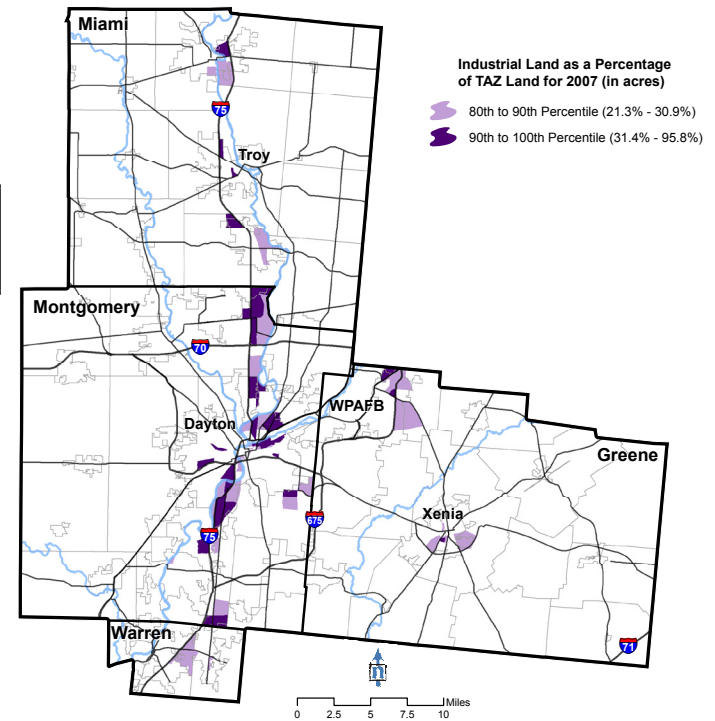 Miami
Industrial Land as a Percentage
of TAZ Land for 2007 (in acres)
80th to 90th Percentile (21.3% - 30.9%)
90th to 100th Percentile (31.4% - 95.8%)
75
Troy
Montgomery
70
WPAFB
Dayton
Greene
Xenia
675
75
Warren
71
n
Miles
0 2.5 5 7.5 10